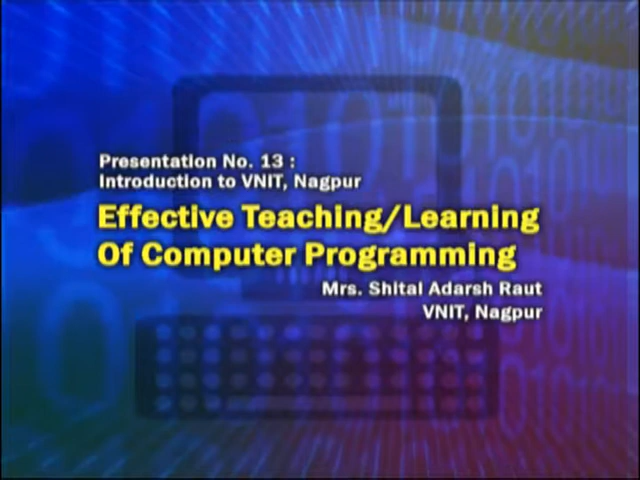 Presentation No. 13 :
Introduction to VNIT, Nagpur
Effective Teaching/Learning
Of Computer Programming
Mrs. Shital Adarsh Raut
VNIT, Nagpur